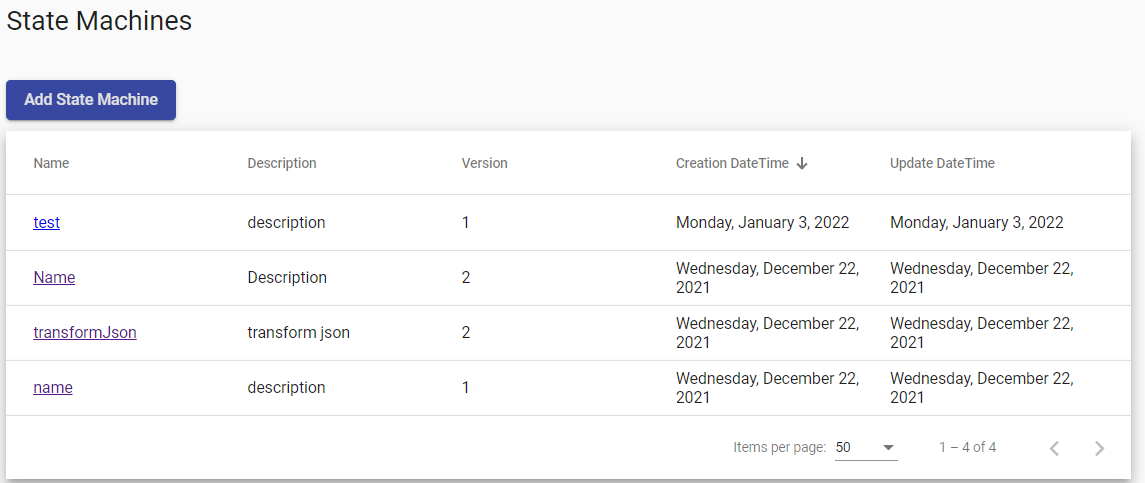 State Machines
Add State Machine
Name Description Version Creation DateTime Update DateTime
test description 1 Monday, January 3, 2022 Monday, January 3, 2022
Name Description 2 Wednesday, December 22, 2021 Wednesday, December 22, 2021
transformJson transform json 2 Wednesday, December 22, 2021 Wednesday, December 22, 2021
name description 1 Wednesday, December 22, 2021 Wednesday, December 22, 2021
Items per page: 50 1 – 4 of 4